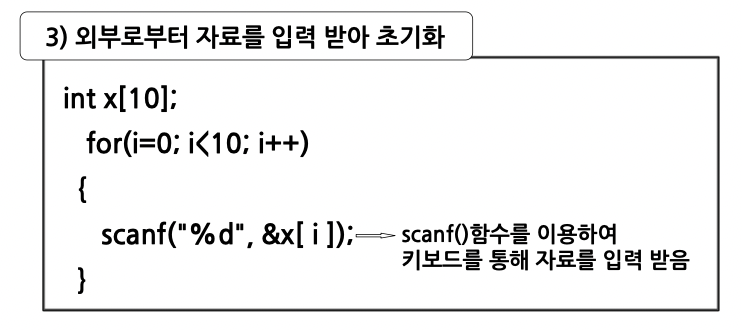 3) 외부로부터 자료를 입력 받아 초기화
int x[10];
for(i=0; i<10; i++)
{
scanf("%d", &x[ i ]);⇒ scanf()함수를 이용하여
키보드를 통해 자료를 입력 받음
}